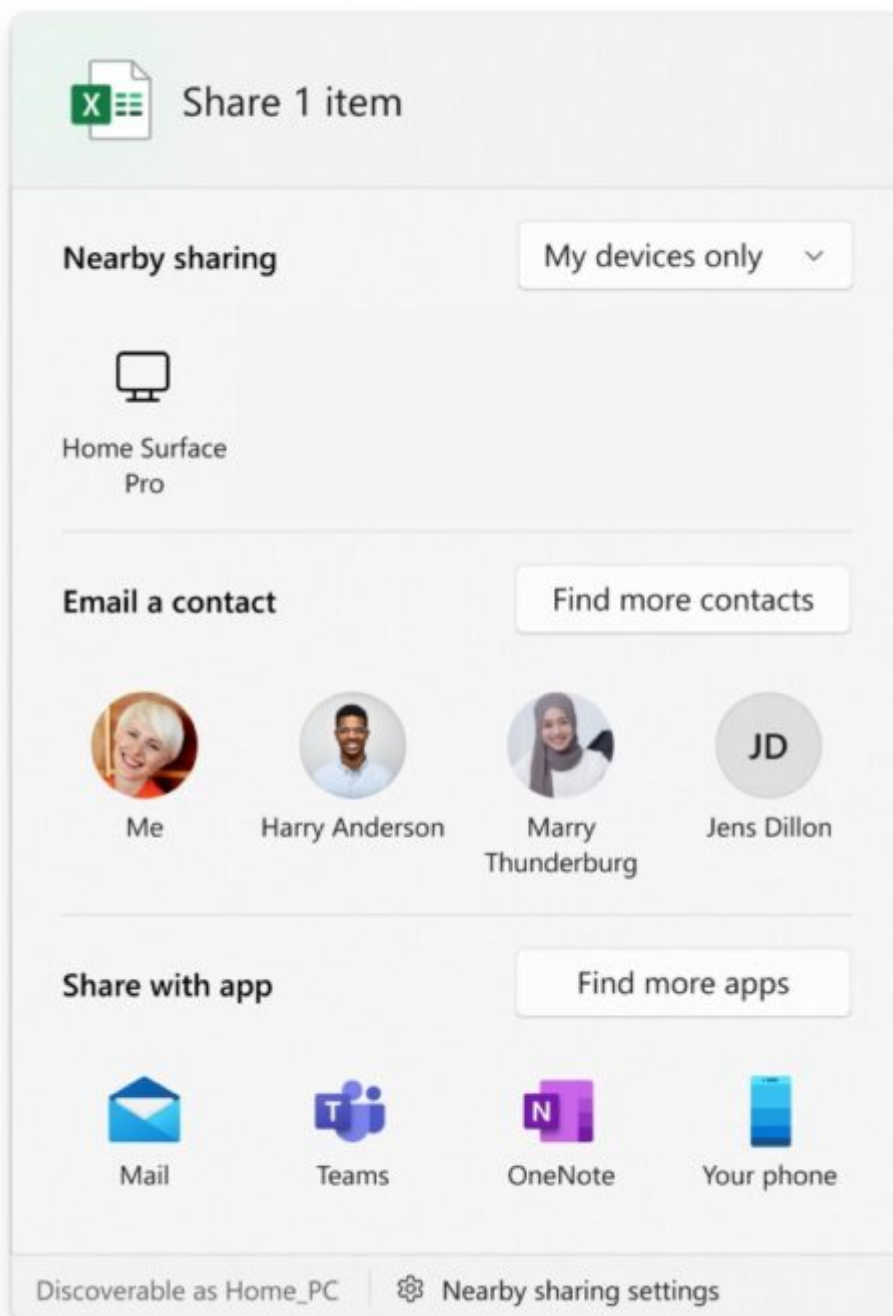 X
Share 1 item
Nearby sharing
My devices only
Home Surface
Pro
Email a contact
Find more contacts
JD
Me
Harry Anderson
Marry
Thunderburg
Jens Dillon
Share with app
Find more apps
T
N
Mail
Teams
OneNote
Your phone
Discoverable as Home_PC
Nearby sharing settings